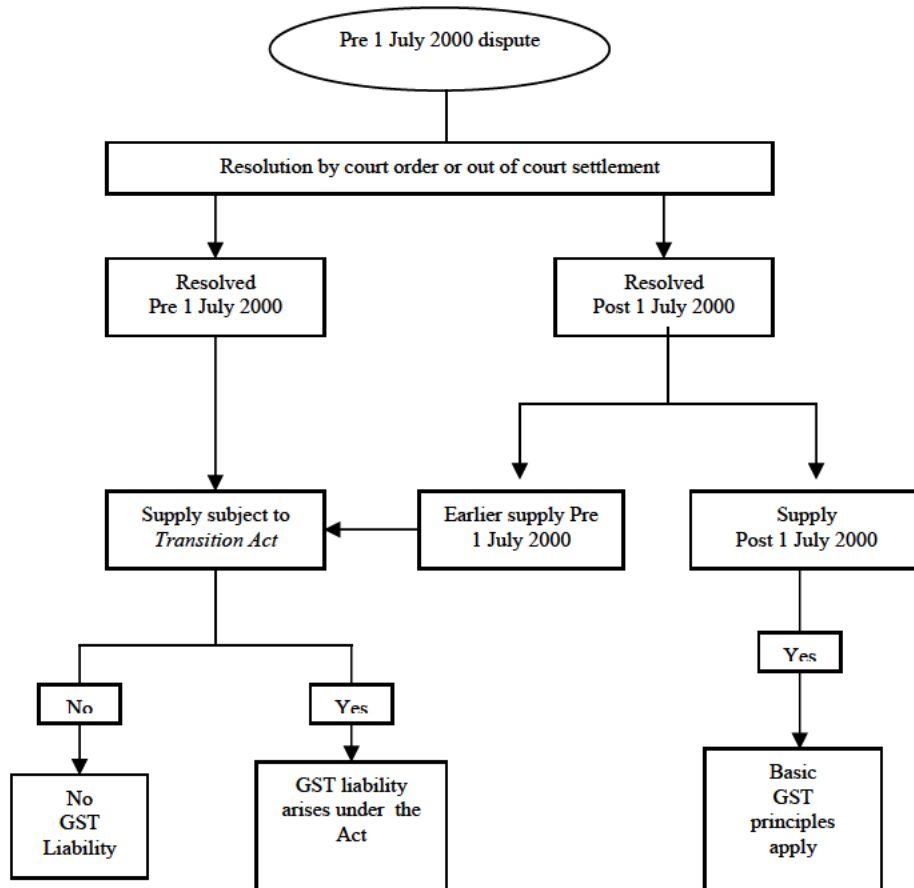 Pre 1 July 2000 dispute
Resolution by court order or out of court settlement
Resolved
Pre 1 July 2000
Resolved
Post 1 July 2000
Supply subject to
Transition Act
Earlier supply Pre
1 July 2000
Supply
Post 1 July 2000
No
Yes
Yes
No
GST
Liability
GST liability
arises under the
Act
Basic
GST
principles
apply